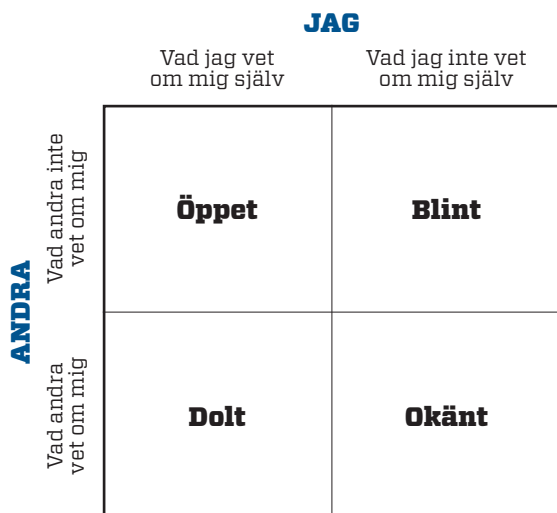 JAG
Vad jag vet
om mig själv
Vad jag inte vet
om mig själv
ANDRA
Vad andra inte
vet om mig
Öppet
Blint
Vad andra
vet om mig
Dolt
Okänt